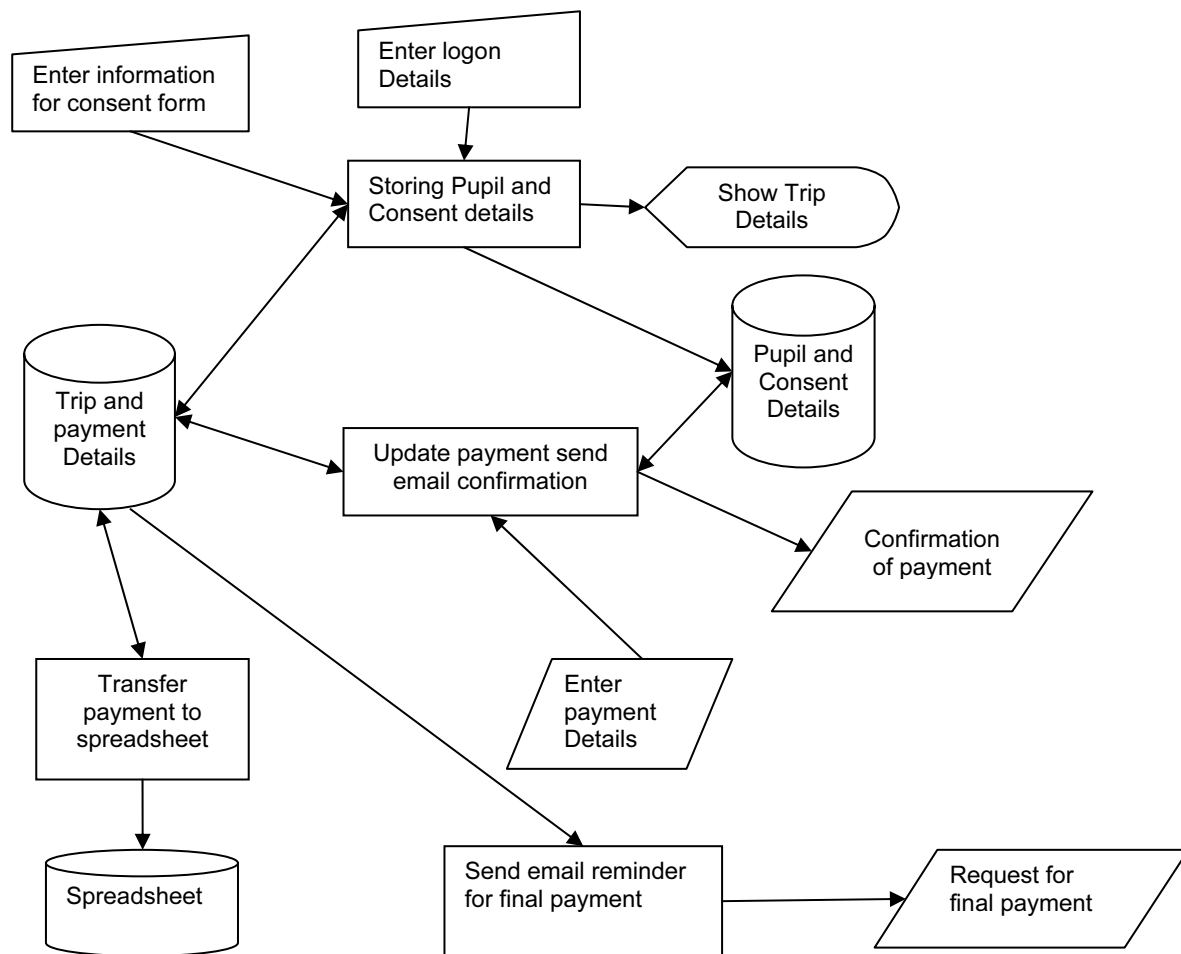 Enter information
for consent form
Enter logon
Details
Storing Pupil and
Consent details
Show Trip
Details
Trip and
payment
Details
Pupil and
Consent
Details
Update payment send
email confirmation
Confirmation
of payment
Transfer
payment to
spreadsheet
Enter
payment
Details
Spreadsheet
Send email reminder
for final payment
Request for
final payment